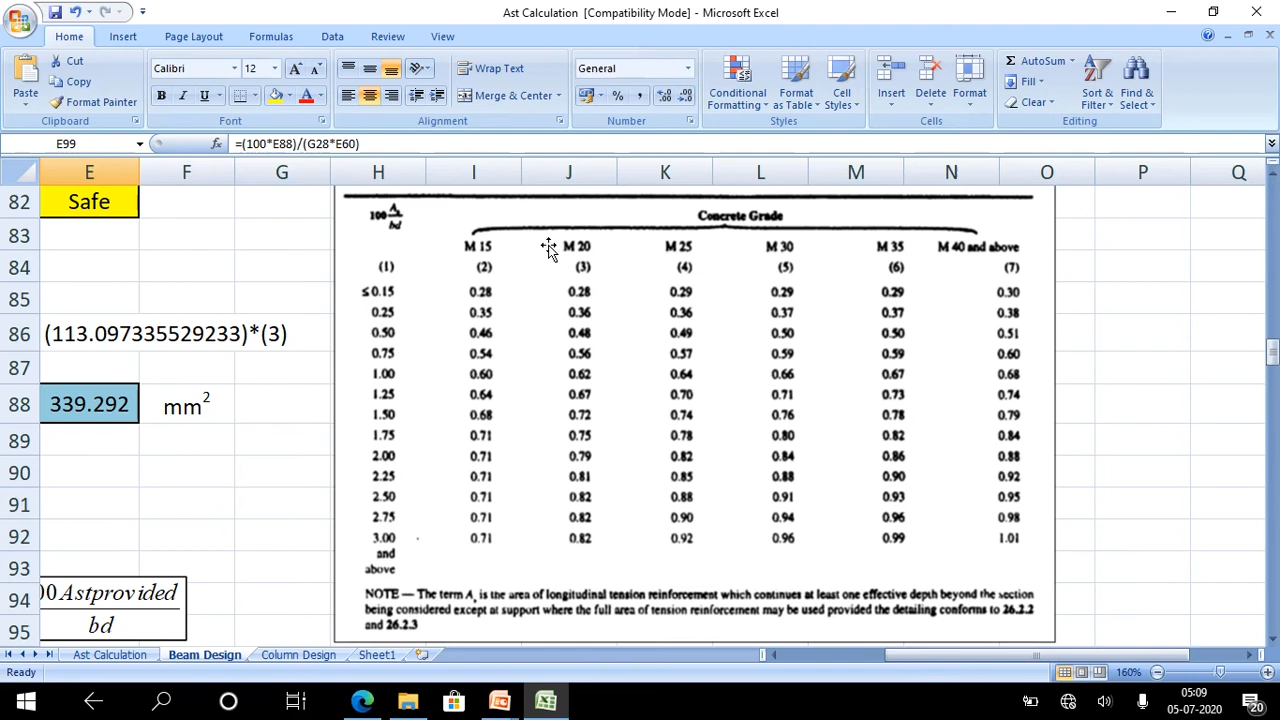 Ast Calculation [Compatibility Mode] - Microsoft Excel
Home Insert Page Layout Formulas Data Review View
Cut
Copy
Format Painter
Paste
Clipboard
Calibri 12
B I U
Font
Wrap Text
Merge & Center
Alignment
General
Number
Conditional Formatting
Format as Table
Cell Styles
Styles
Insert
Delete
Format
Cells
AutoSum
Fill
Clear
Sort & Filter
Find & Select
Editing
E99 fx =(100*E88)/(G28*E60)
E F G H I J K L M N O P Q
82 Safe
83
84
85
86 (113.097335529233)*(3)
87
88 339.292 mm2
89
90
91
92
93
94 00 Astprovided
95 bd
100 As/bd Concrete Grade
M 15 M 20 M 25 M 30 M 35 M 40 and above
(1) (2) (3) (4) (5) (6) (7)
≤ 0.15 0.28 0.28 0.29 0.29 0.29 0.30
0.25 0.35 0.36 0.36 0.37 0.37 0.38
0.50 0.46 0.48 0.49 0.50 0.50 0.51
0.75 0.54 0.56 0.57 0.59 0.59 0.60
1.00 0.60 0.62 0.64 0.66 0.67 0.68
1.25 0.64 0.67 0.70 0.71 0.73 0.74
1.50 0.68 0.72 0.74 0.76 0.78 0.79
1.75 0.71 0.75 0.78 0.80 0.82 0.84
2.00 0.71 0.79 0.82 0.84 0.86 0.88
2.25 0.71 0.81 0.85 0.88 0.90 0.92
2.50 0.71 0.82 0.88 0.91 0.93 0.95
2.75 0.71 0.82 0.90 0.94 0.96 0.98
3.00 0.71 0.82 0.92 0.96 0.99 1.01
and
above
NOTE — The term As is the area of longitudinal tension reinforcement which continues at least one effective depth beyond the section
being considered except at support where the full area of tension reinforcement may be used provided the detailing conforms to 26.2.2
and 26.2.3
Ast Calculation Beam Design Column Design Sheet1
Ready 160%
05:09
05-07-2020
20